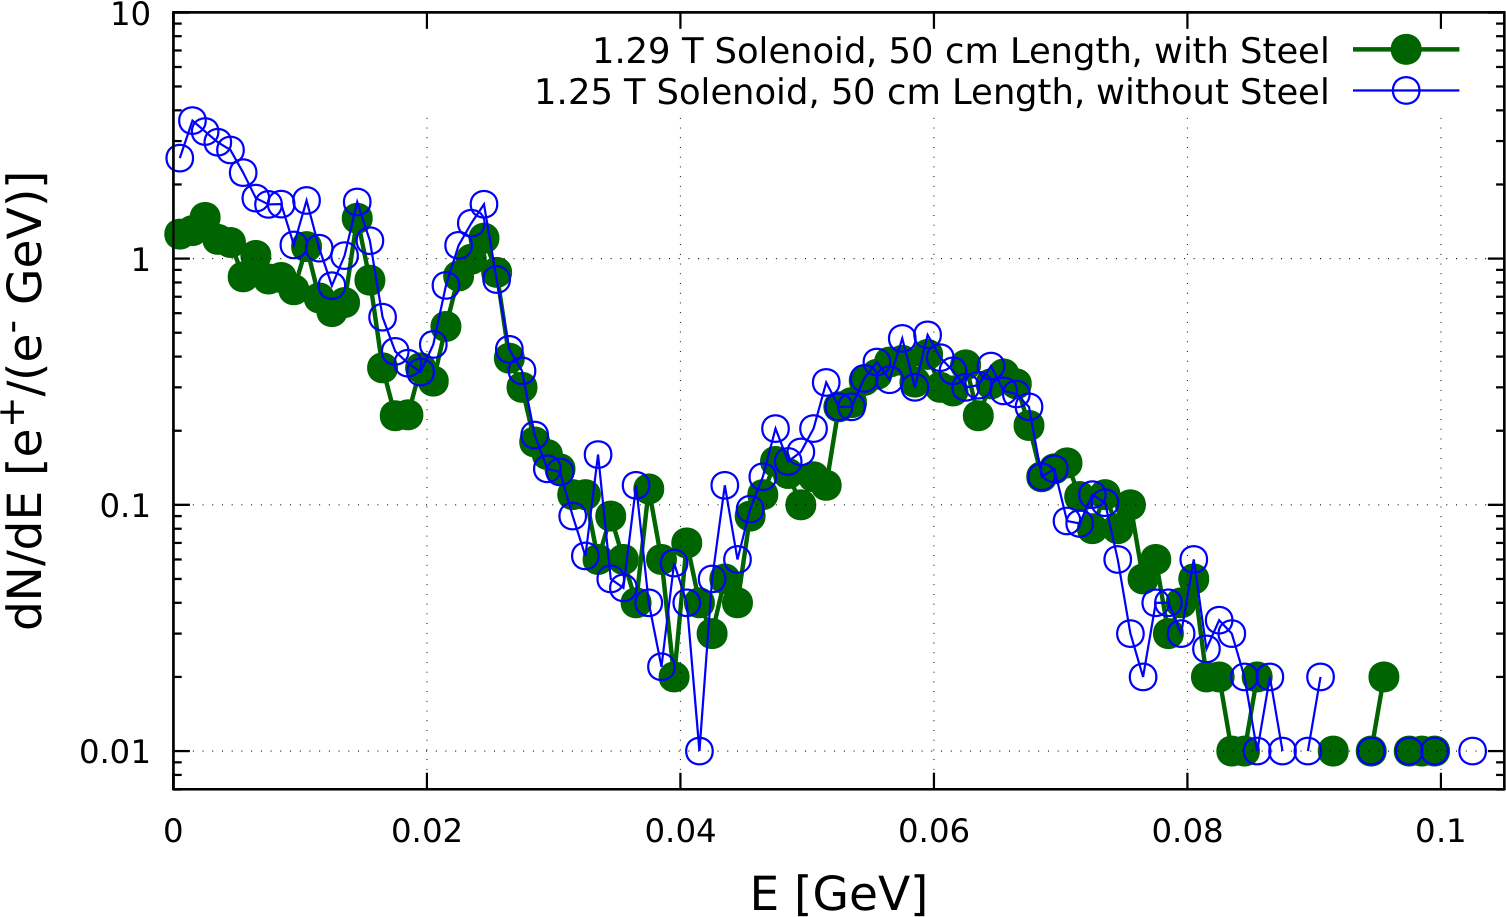 10
1
0.1
0.01
dN/dE [e+/(e- GeV)]
1.29 T Solenoid, 50 cm Length, with Steel
1.25 T Solenoid, 50 cm Length, without Steel
0 0.02 0.04 0.06 0.08 0.1
E [GeV]